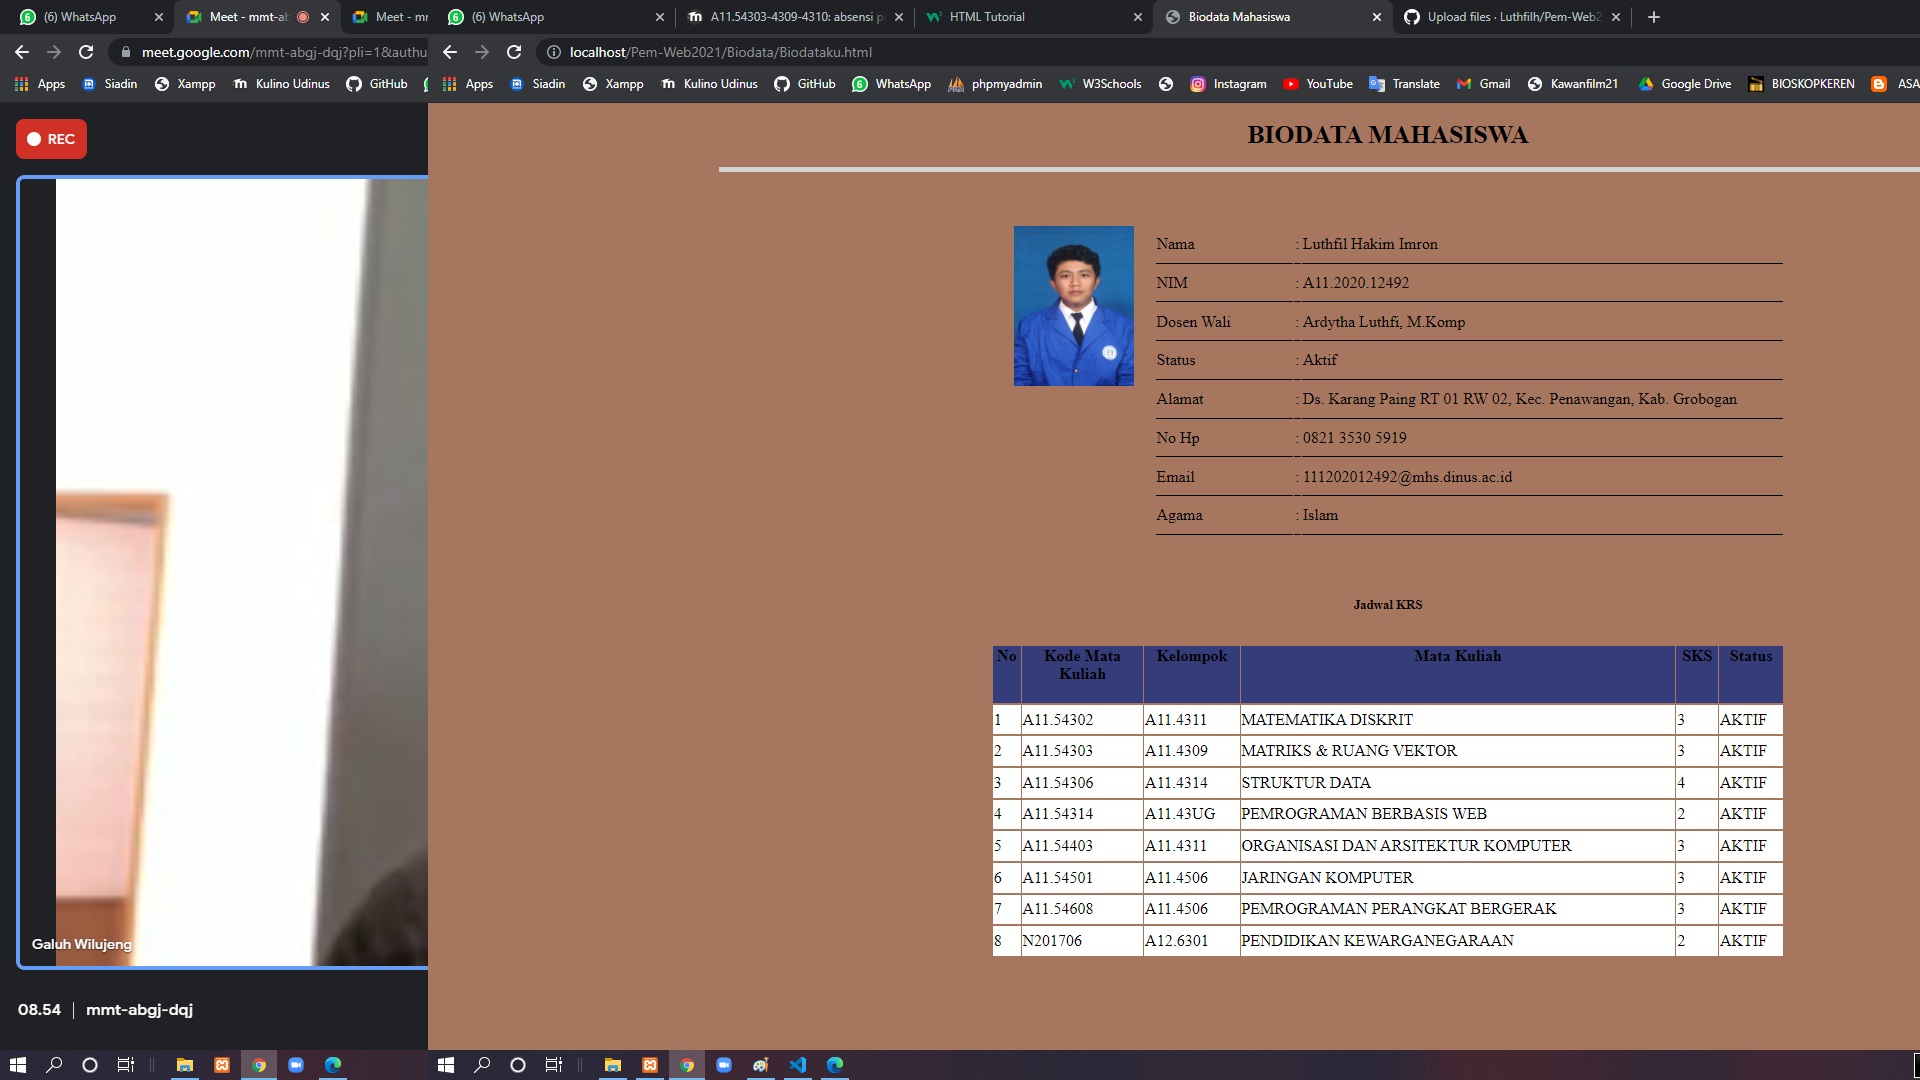 (6) WhatsApp
Meet - mmt-ab
Meet - mr
(6) WhatsApp
A11.54303-4309-4310: absensi p
HTML Tutorial
Biodata Mahasiswa
Upload files · Luthfilh/Pem-Web2
meet.google.com/mmt-abgj-dqj?pli=1&authu
localhost/Pem-Web2021/Biodata/Biodataku.html
Apps Siadin Xampp Kulino Udinus GitHub
Apps Siadin Xampp Kulino Udinus GitHub WhatsApp phpmyadmin W3Schools Instagram YouTube Translate Gmail Kawanfilm21 Google Drive BIOSKOPKEREN ASA
REC
Galuh Wilujeng
08.54 | mmt-abgj-dqj
BIODATA MAHASISWA
Nama : Luthfil Hakim Imron
NIM : A11.2020.12492
Dosen Wali : Ardytha Luthfi, M.Komp
Status : Aktif
Alamat : Ds. Karang Paing RT 01 RW 02, Kec. Penawangan, Kab. Grobogan
No Hp : 0821 3530 5919
Email : 111202012492@mhs.dinus.ac.id
Agama : Islam
Jadwal KRS
No Kode Mata Kuliah Kelompok Mata Kuliah SKS Status
1 A11.54302 A11.4311 MATEMATIKA DISKRIT 3 AKTIF
2 A11.54303 A11.4309 MATRIKS & RUANG VEKTOR 3 AKTIF
3 A11.54306 A11.4314 STRUKTUR DATA 4 AKTIF
4 A11.54314 A11.43UG PEMROGRAMAN BERBASIS WEB 2 AKTIF
5 A11.54403 A11.4311 ORGANISASI DAN ARSITEKTUR KOMPUTER 3 AKTIF
6 A11.54501 A11.4506 JARINGAN KOMPUTER 3 AKTIF
7 A11.54608 A11.4506 PEMROGRAMAN PERANGKAT BERGERAK 3 AKTIF
8 N201706 A12.6301 PENDIDIKAN KEWARGANEGARAAN 2 AKTIF